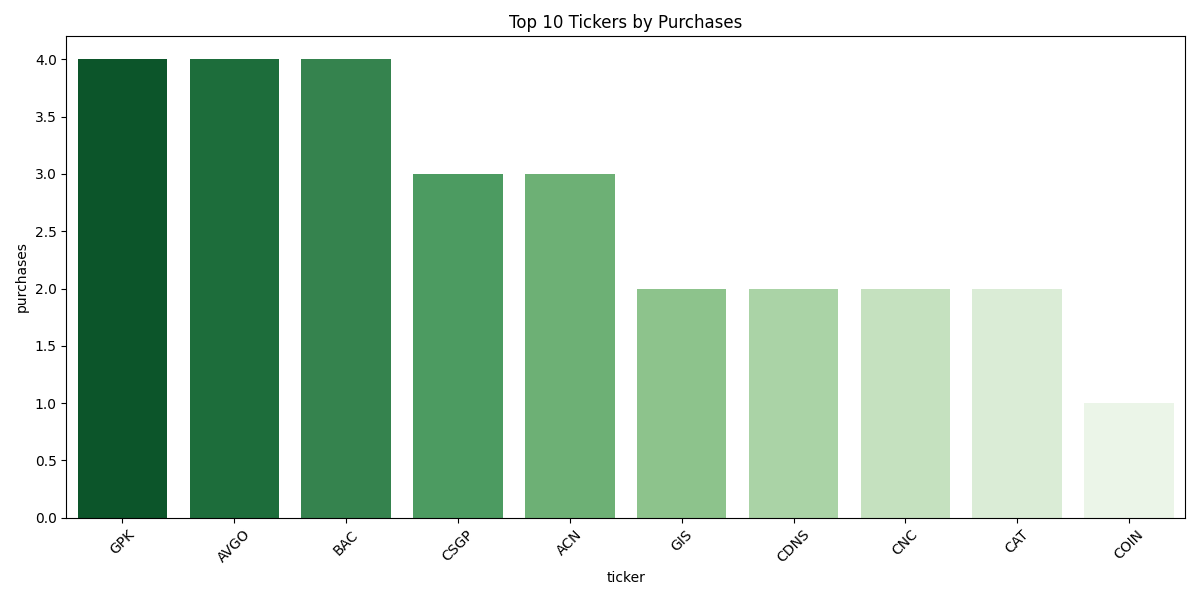 Top 10 Tickers by Purchases
purchases
4.0
3.5
3.0
2.5
2.0
1.5
1.0
0.5
0.0
GPK
AVGO
BAC
CSGP
ACN
GIS
CDNS
CNC
CAT
COIN
ticker